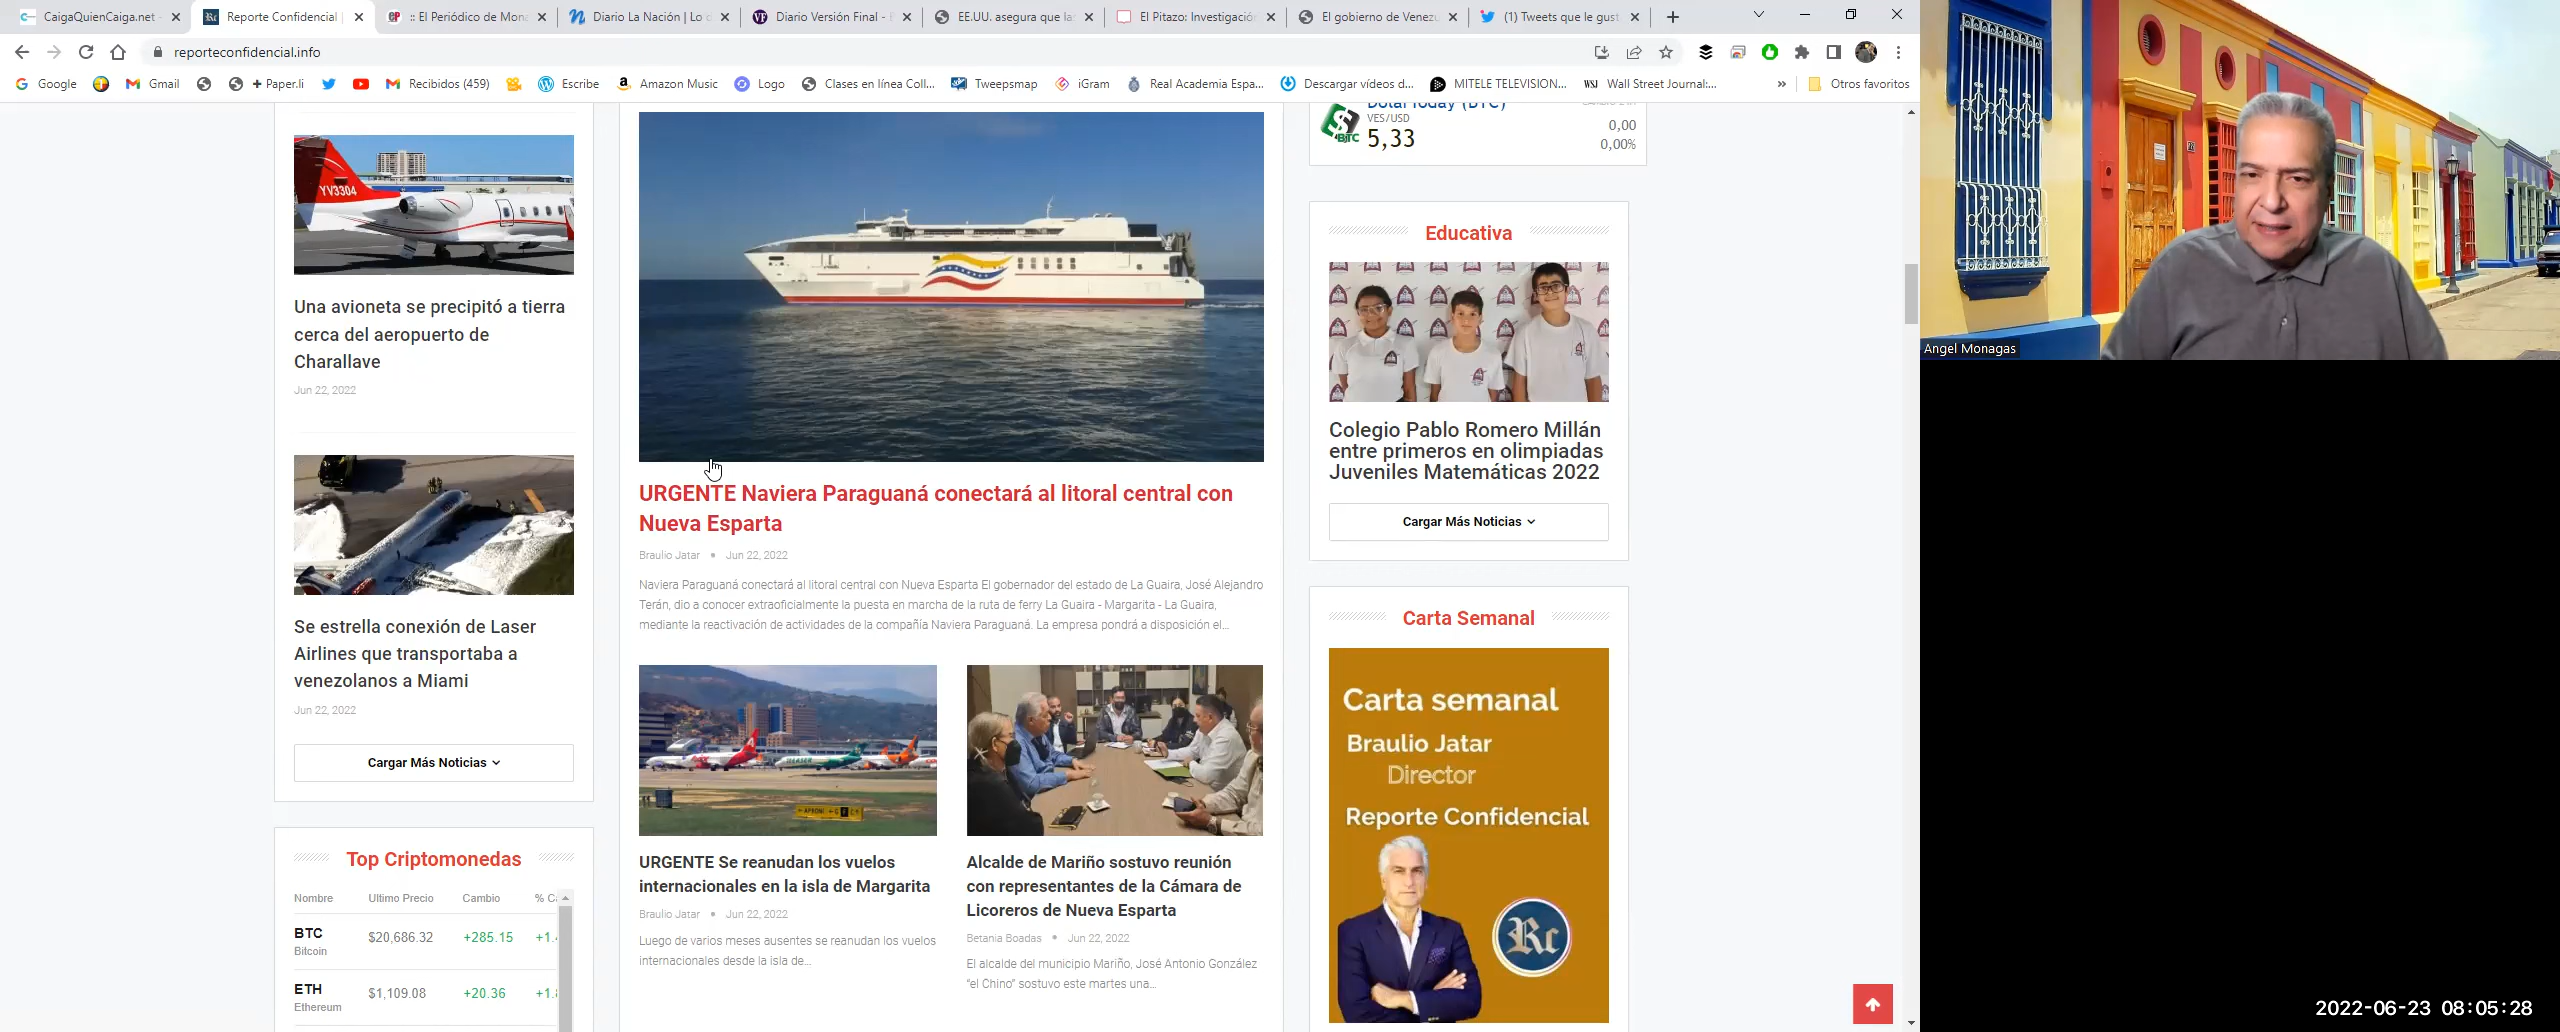 CaigaQuienCaiga.net -
Reporte Confidencial |
:: El Periódico de Mona
Diario La Nación | Lo
Diario Versión Final -
EE.UU. asegura que la
El Pitazo: Investigació
El gobierno de Venezu
(1) Tweets que le gust
reporteconfidencial.info
Google
Gmail
+ Paper.li
Recibidos (459)
Escribe
Amazon Music
Logo
Clases en línea Coll...
Tweepsmap
iGram
Real Academia Espa...
Descargar vídeos d...
MITELE TELEVISION...
WSJ Wall Street Journal:...
»
Otros favoritos
YV3304
Una avioneta se precipitó a tierra
cerca del aeropuerto de
Charallave
Jun 22, 2022
Se estrella conexión de Laser
Airlines que transportaba a
venezolanos a Miami
Jun 22, 2022
Cargar Más Noticias
Top Criptomonedas
Nombre Ultimo Precio Cambio % C
BTC
Bitcoin
$20,686.32 +285.15 +1.
ETH
Ethereum
$1,109.08 +20.36 +1.
URGENTE Naviera Paraguaná conectará al litoral central con
Nueva Esparta
Braulio Jatar • Jun 22, 2022
Naviera Paraguaná conectará al litoral central con Nueva Esparta El gobernador del estado de La Guaira, José Alejandro
Terán, dio a conocer extraoficialmente la puesta en marcha de la ruta de ferry La Guaira - Margarita - La Guaira,
mediante la reactivación de actividades de la compañía Naviera Paraguaná. La empresa pondrá a disposición el...
URGENTE Se reanudan los vuelos
internacionales en la isla de Margarita
Braulio Jatar • Jun 22, 2022
Luego de varios meses ausentes se reanudan los vuelos
internacionales desde la isla de...
Alcalde de Mariño sostuvo reunión
con representantes de la Cámara de
Licoreros de Nueva Esparta
Betania Boadas • Jun 22, 2022
El alcalde del municipio Mariño, José Antonio González
"el Chino" sostuvo este martes una...
DolarToday (BTC)
VES/USD
5,33
BTC
0,00
0,00%
Educativa
Colegio Pablo Romero Millán
entre primeros en olimpiadas
Juveniles Matemáticas 2022
Cargar Más Noticias
Carta Semanal
Carta semanal
Braulio Jatar
Director
Reporte Confidencial
Rc
Angel Monagas
2022-06-23 08:05:28